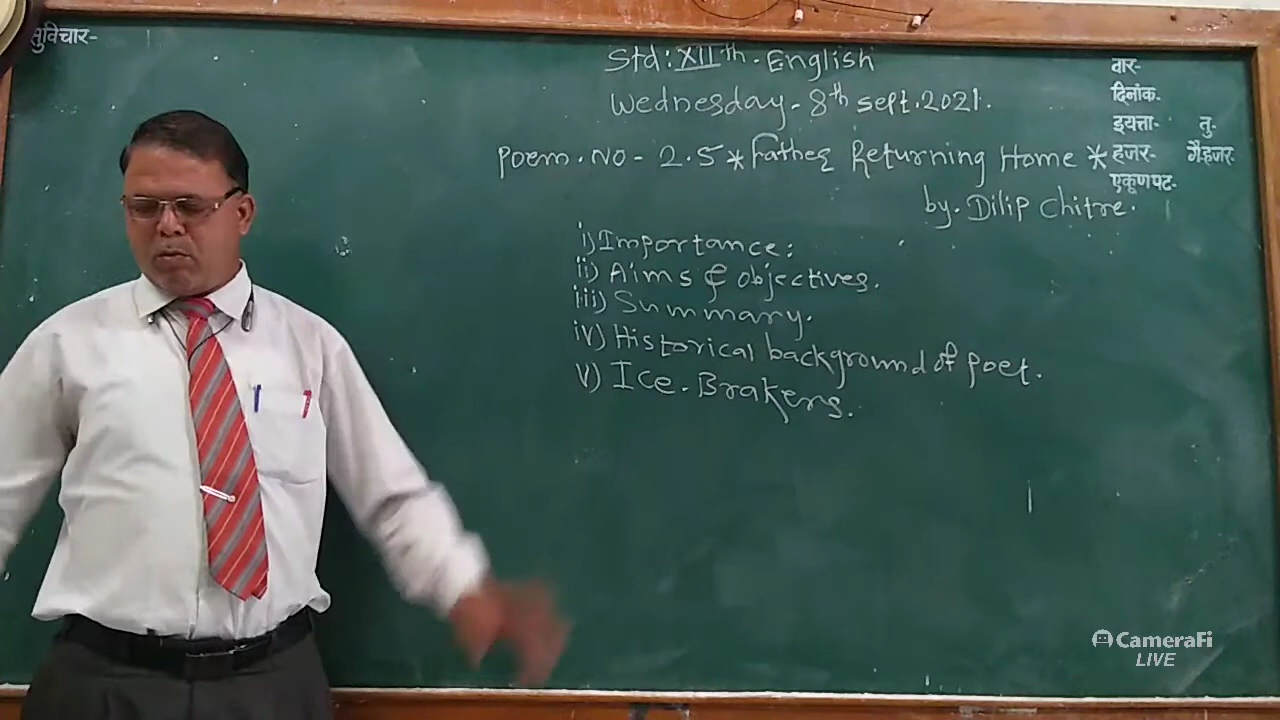 सुविचार-
Std: XIIth. English
Wednesday - 8th Sept. 2021.
Poem. No - 2.5 * Father Returning Home *
by. Dilip Chitre.
i) Importance:
ii) Aims & objectives.
iii) Summary.
iv) Historical background of poet.
v) Ice. Brakers.
वार-
दिनांक-
इयत्ता- तु.
हजर- गै.हजर-
एकूणपट-
CameraFi
LIVE